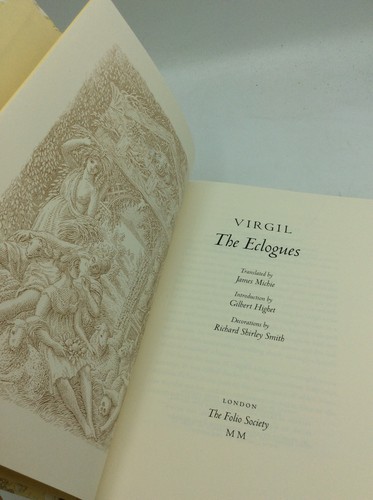 VIRGIL
The Eclogues
Translated by
James Michie
Introduction by
Gilbert Highet
Decorations by
Richard Shirley Smith
LONDON
The Folio Society
MM